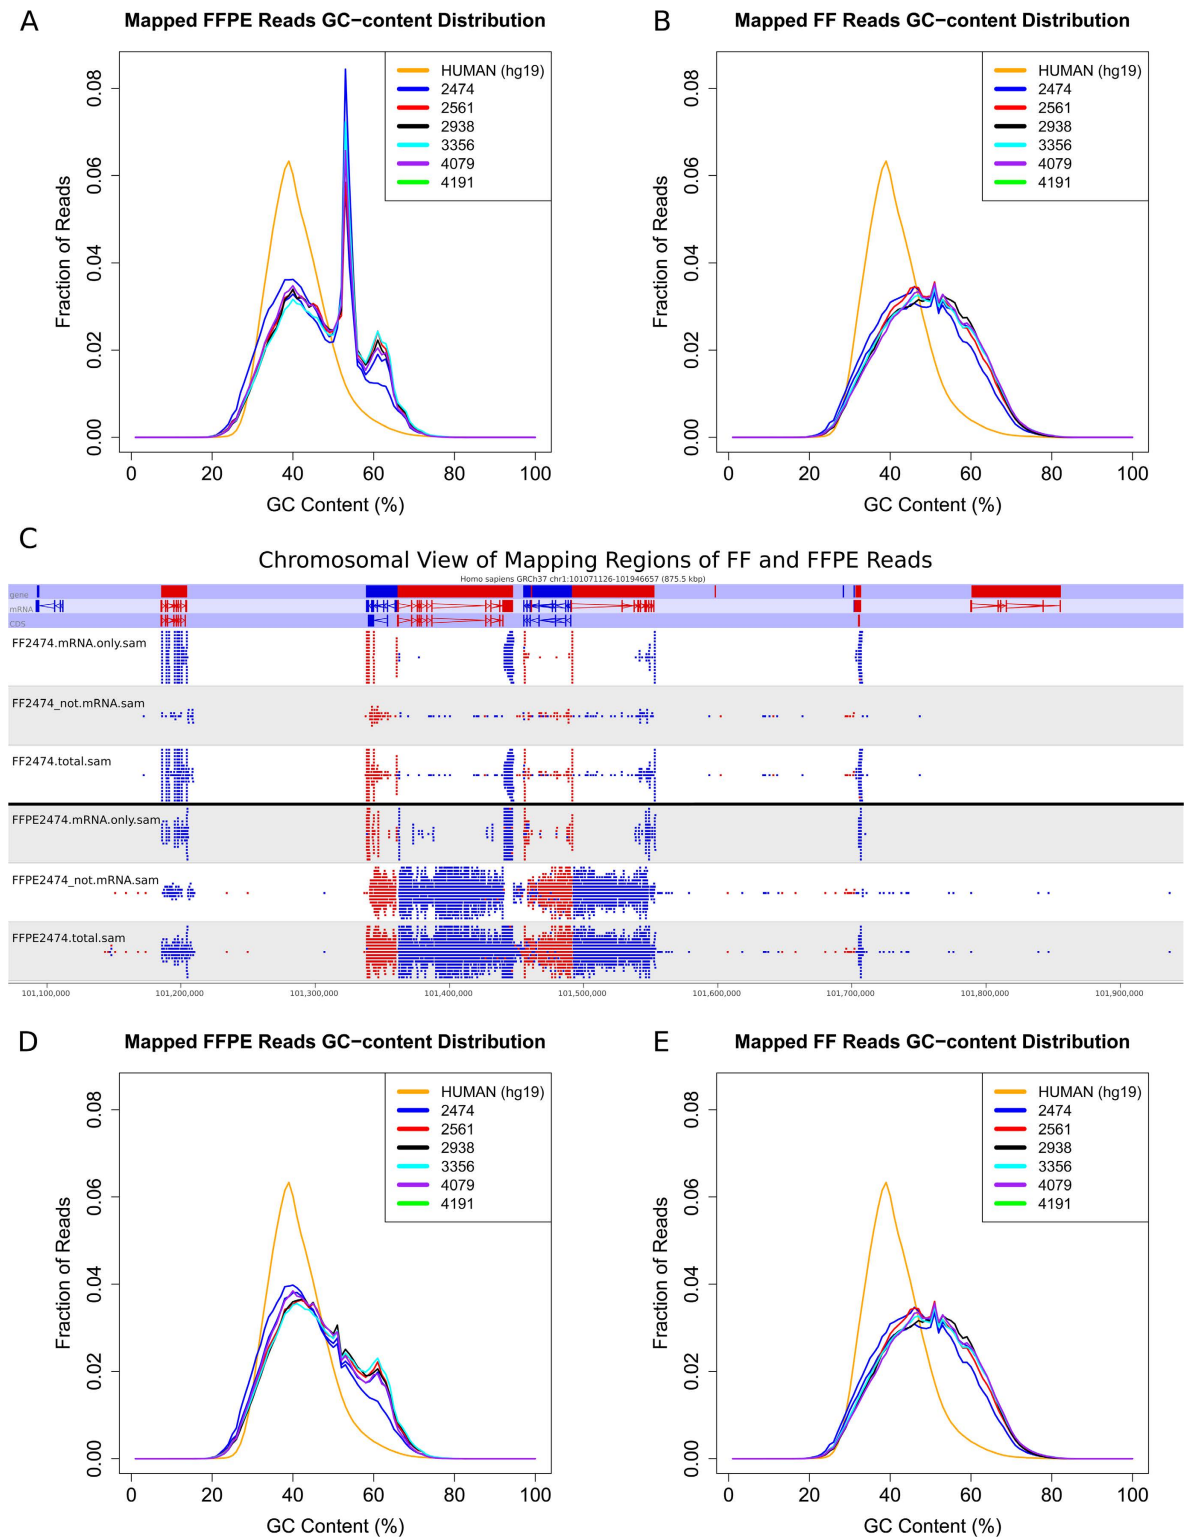 A
Mapped FFPE Reads GC−content Distribution
Fraction of Reads
0.00
0.02
0.04
0.06
0.08
HUMAN (hg19)
2474
2561
2938
3356
4079
4191
0 20 40 60 80 100
GC Content (%)
B
Mapped FF Reads GC−content Distribution
Fraction of Reads
0.00
0.02
0.04
0.06
0.08
HUMAN (hg19)
2474
2561
2938
3356
4079
4191
0 20 40 60 80 100
GC Content (%)
C
Chromosomal View of Mapping Regions of FF and FFPE Reads
Homo sapiens GRCh37 chr1:101071126-101946657 (875.5 kbp)
gene
mRNA
CDS
FF2474.mRNA.only.sam
FF2474_not.mRNA.sam
FF2474.total.sam
FFPE2474.mRNA.only.sam
FFPE2474_not.mRNA.sam
FFPE2474.total.sam
101,100,000 101,200,000 101,300,000 101,400,000 101,500,000 101,600,000 101,700,000 101,800,000 101,900,000
D
Mapped FFPE Reads GC−content Distribution
Fraction of Reads
0.00
0.02
0.04
0.06
0.08
HUMAN (hg19)
2474
2561
2938
3356
4079
4191
0 20 40 60 80 100
GC Content (%)
E
Mapped FF Reads GC−content Distribution
Fraction of Reads
0.00
0.02
0.04
0.06
0.08
HUMAN (hg19)
2474
2561
2938
3356
4079
4191
0 20 40 60 80 100
GC Content (%)